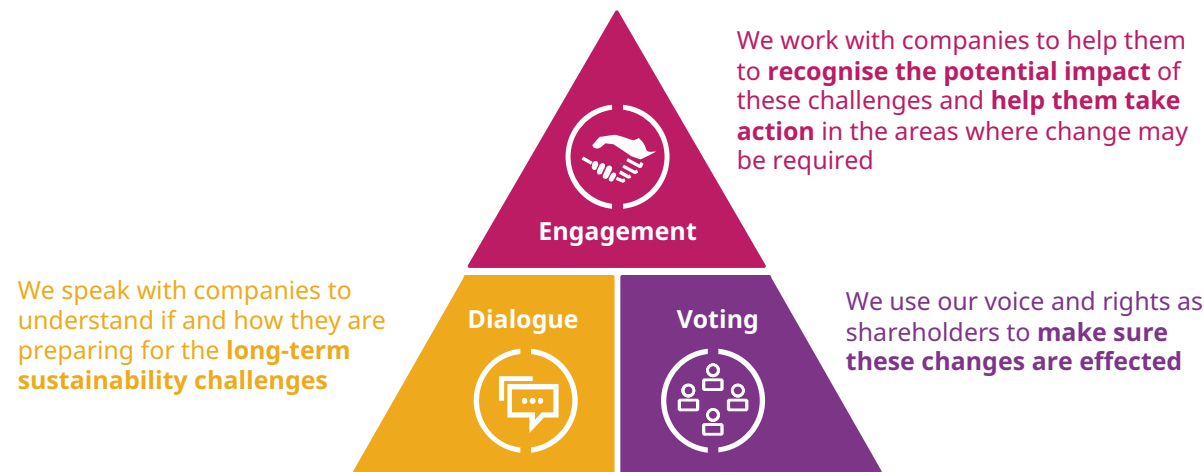 We work with companies to help them
to recognise the potential impact of
these challenges and help them take
action in the areas where change may
be required
Engagement
We speak with companies to
understand if and how they are
preparing for the long-term
sustainability challenges
Dialogue
Voting
We use our voice and rights as
shareholders to make sure
these changes are effected